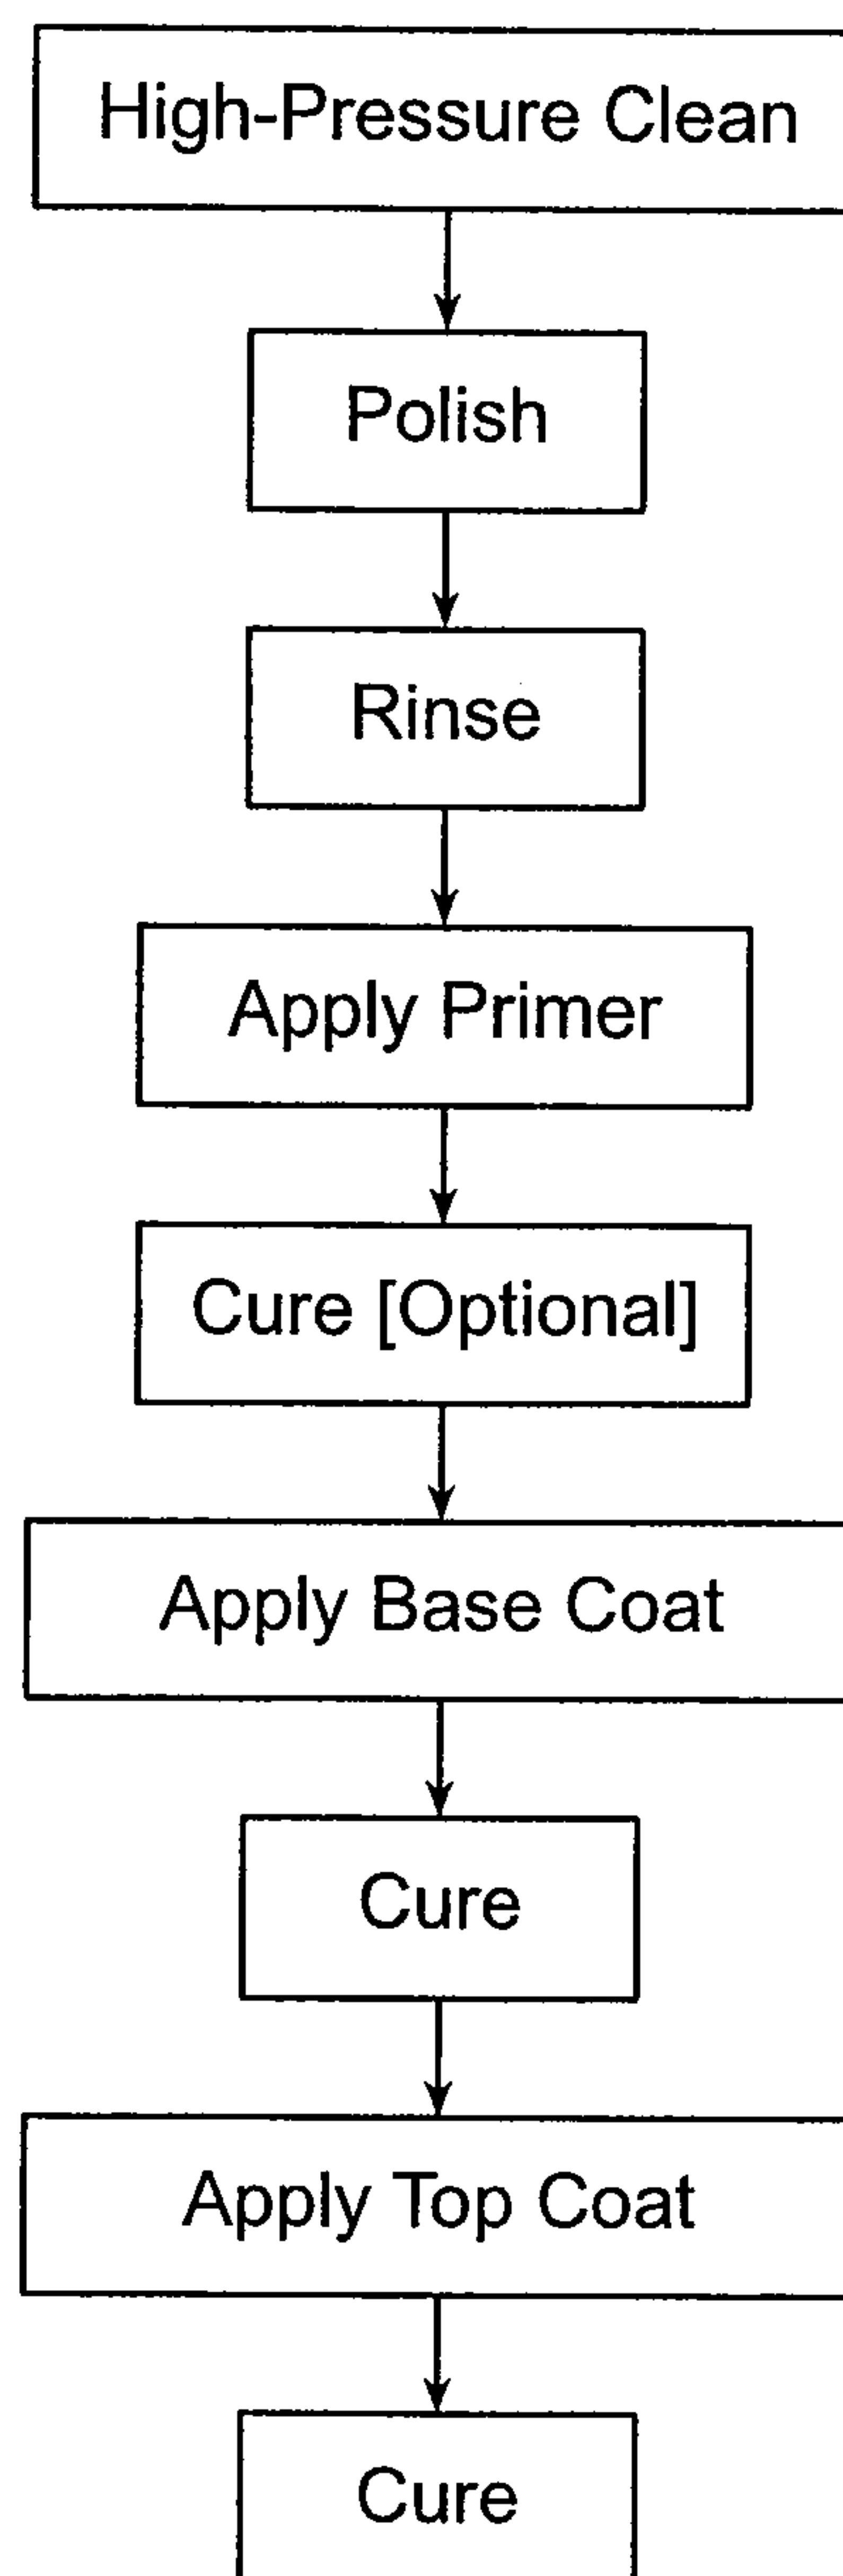 High-Pressure Clean
Polish
Rinse
Apply Primer
Cure [Optional]
Apply Base Coat
Cure
Apply Top Coat
Cure